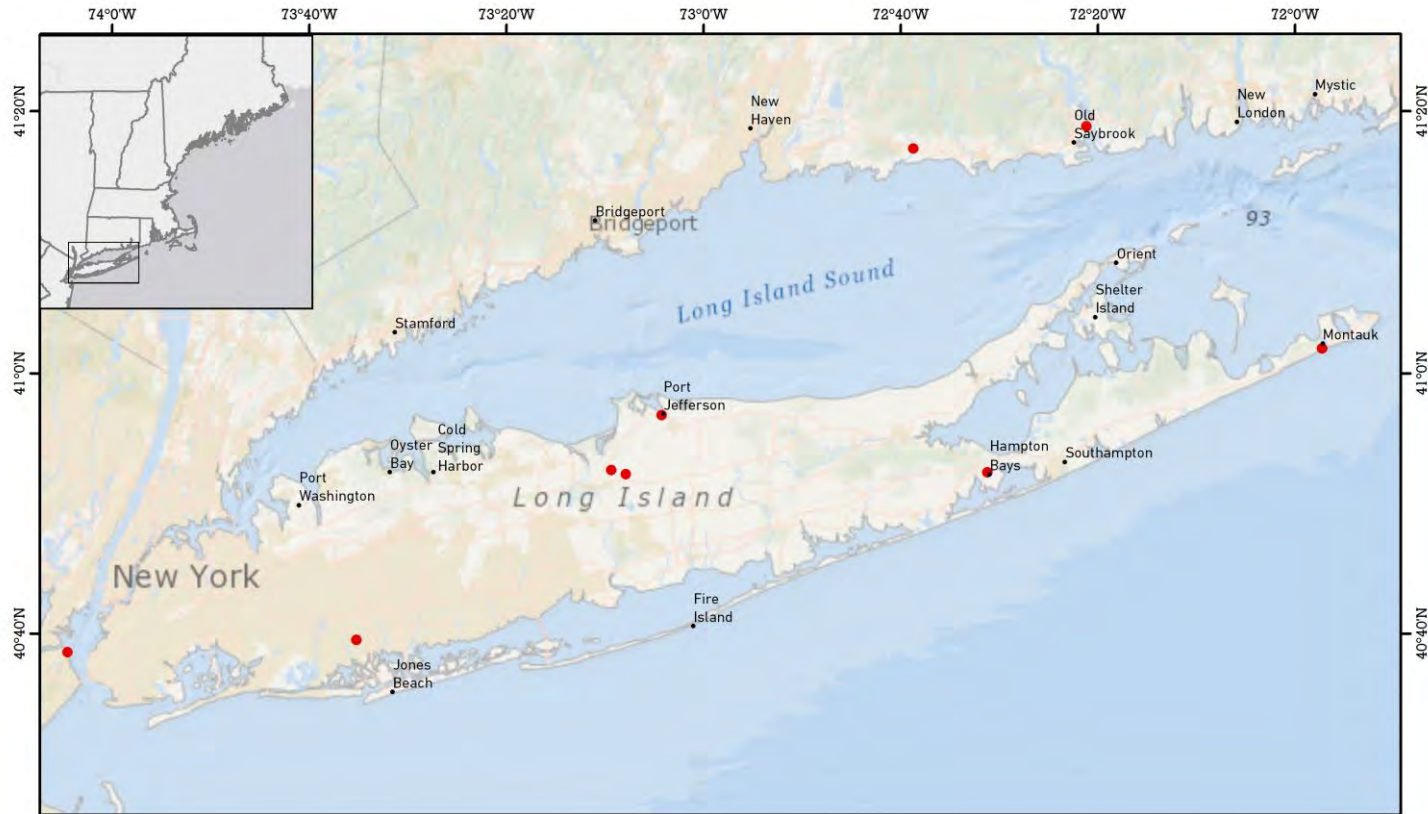 74°0'W
73°40'W
73°20'W
73°0'W
72°40'W
72°20'W
72°0'W
41°20'N
41°20'N
Mystic
New
London
New
Haven
Old
Saybrook
Bridgeport
Bridgeport
93
Orient
Long Island Sound
Shelter
Island
Stamford
Montauk
41°0'N
41°0'N
Port
Jefferson
Cold
Spring
Harbor
Oyster
Bay
Hampton
Bays
Southampton
Port
Washington
Long Island
New York
Fire
Island
40°40'N
40°40'N
Jones
Beach